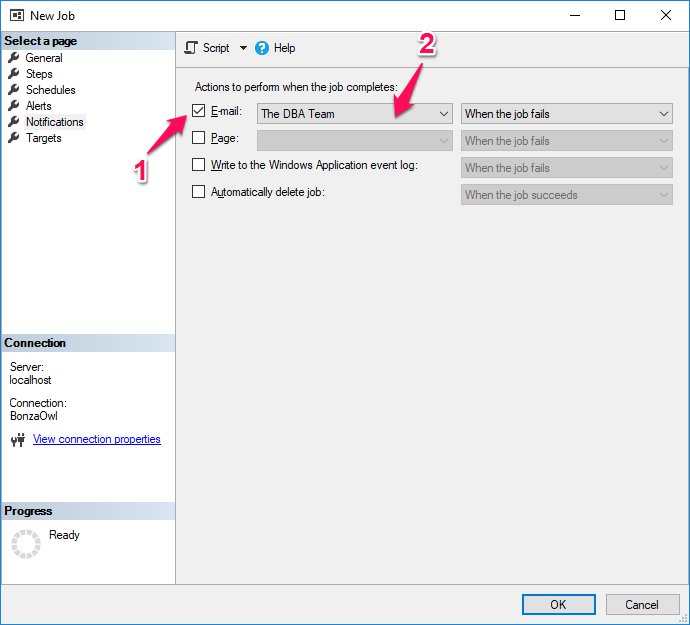 New Job
Select a page
General
Steps
Schedules
Alerts
Notifications
Targets
Script Help
2
Actions to perform when the job completes:
E-mail: The DBA Team When the job fails
Page: When the job fails
1
Write to the Windows Application event log: When the job fails
Automatically delete job: When the job succeeds
Connection
Server:
localhost
Connection:
BonzaOwl
View connection properties
Progress
Ready
OK Cancel